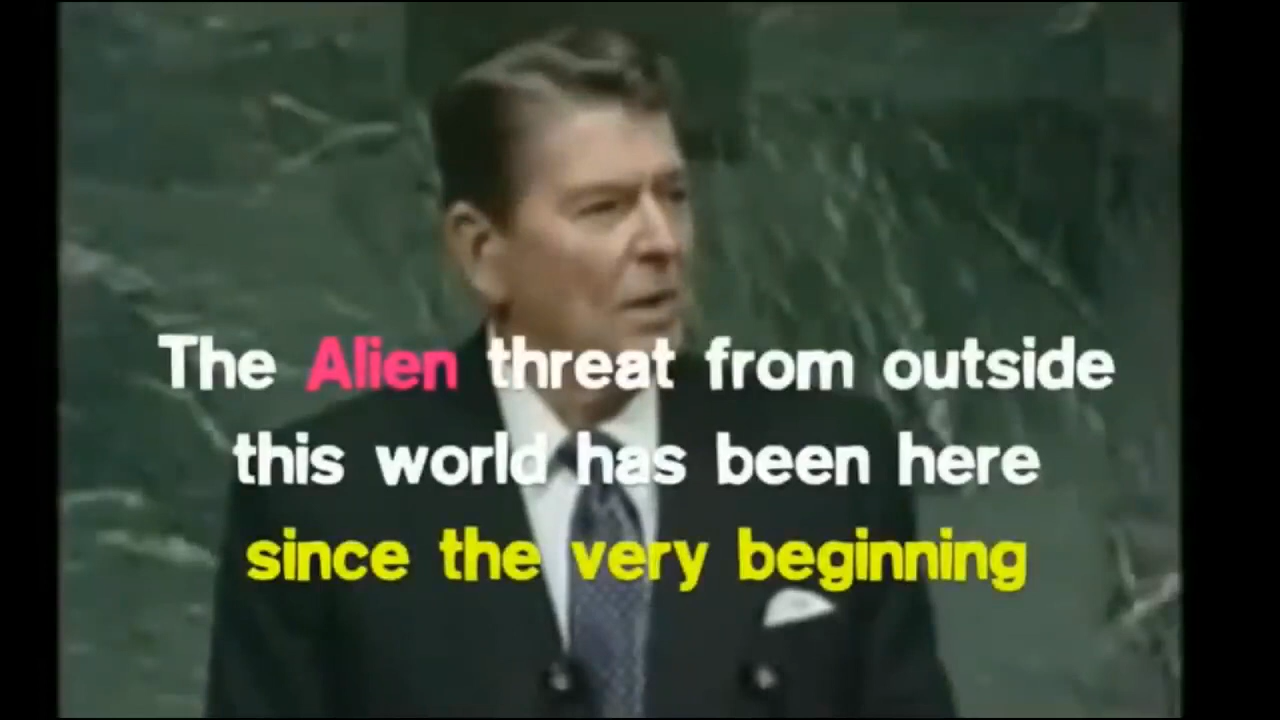 The Alien threat from outside
this world has been here
since the very beginning